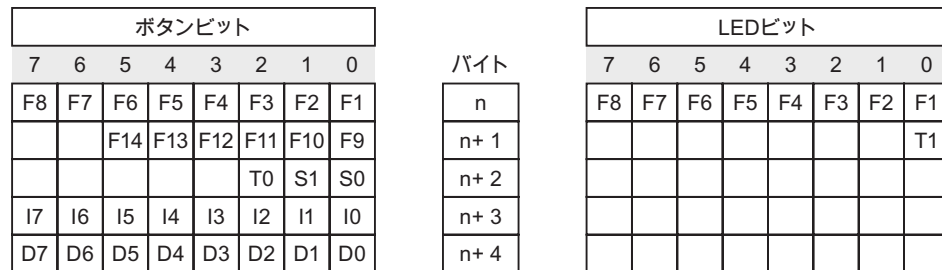 ボタンビット バイト LEDビット
7 6 5 4 3 2 1 0 7 6 5 4 3 2 1 0
F8 F7 F6 F5 F4 F3 F2 F1 n F8 F7 F6 F5 F4 F3 F2 F1
F14 F13 F12 F11 F10 F9 n+ 1 T1
T0 S1 S0 n+ 2
I7 I6 I5 I4 I3 I2 I1 I0 n+ 3
D7 D6 D5 D4 D3 D2 D1 D0 n+ 4